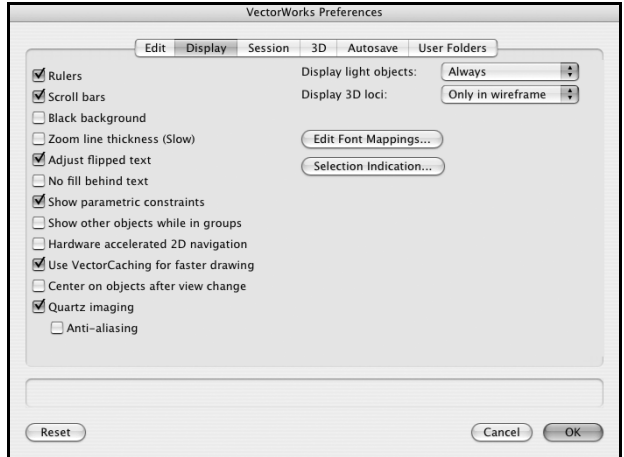 VectorWorks Preferences
Edit Display Session 3D Autosave User Folders
Rulers
Scroll bars
Black background
Zoom line thickness (Slow)
Adjust flipped text
No fill behind text
Show parametric constraints
Show other objects while in groups
Hardware accelerated 2D navigation
Use VectorCaching for faster drawing
Center on objects after view change
Quartz imaging
Anti-aliasing
Display light objects: Always
Display 3D loci: Only in wireframe
Edit Font Mappings...
Selection Indication...
Reset Cancel OK